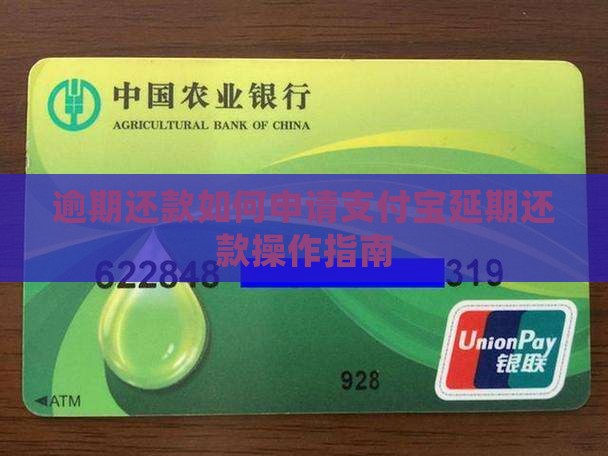 中国农业银行
AGRICULTURAL BANK OF CHINA
逾期还款如何申请支付宝延期还
款操作指南
622848 319
UnionPay
银联
928
ATM